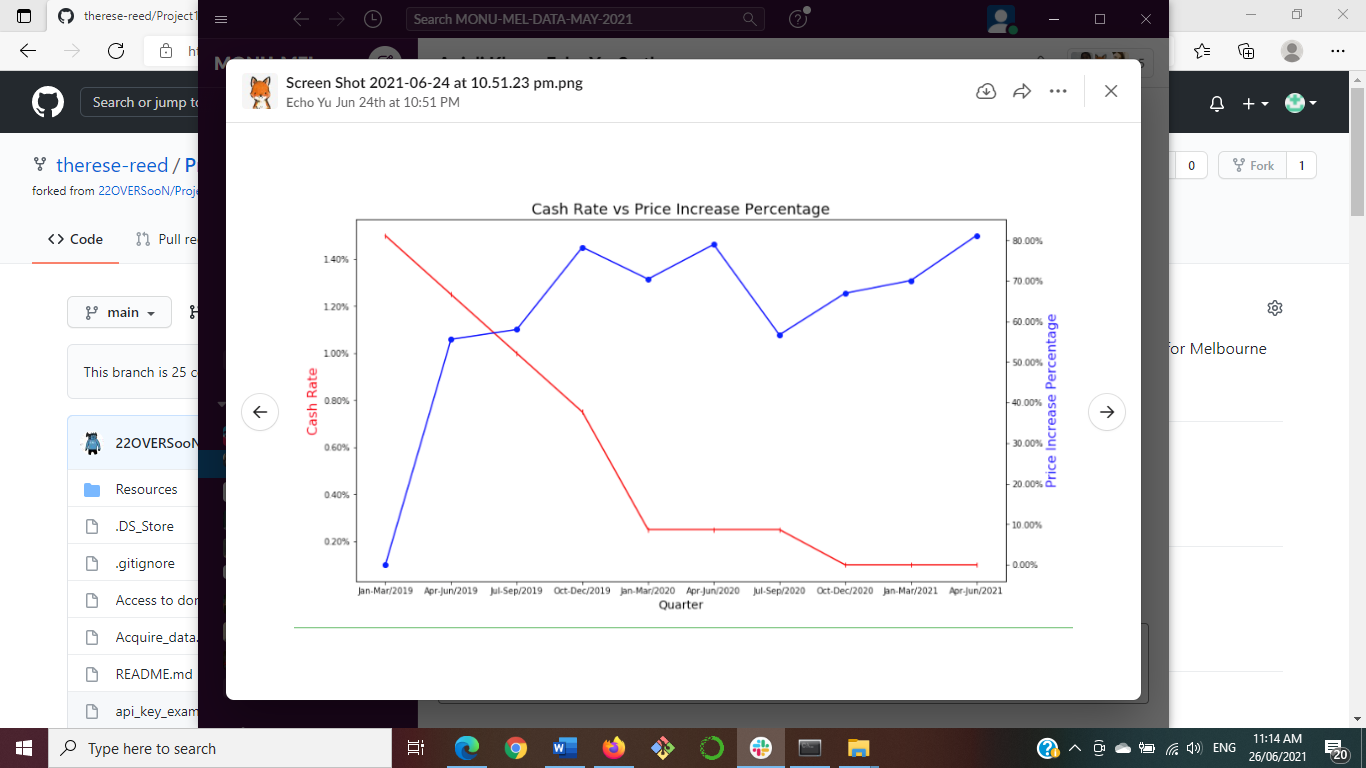 therese-reed/Project1
Search MONU-MEL-DATA-MAY-2021
Search or jump to
therese-reed /
forked from 22OVERSooN/Proje
0
Fork
1
Code
Pull re
main
for Melbourne
This branch is 25 c
22OVERSooN
Resources
.DS_Store
.gitignore
Access to dor
Acquire_data.
README.md
api_key_exam
Screen Shot 2021-06-24 at 10.51.23 pm.png
Echo Yu Jun 24th at 10:51 PM
Cash Rate vs Price Increase Percentage
1.40%
1.20%
1.00%
0.80%
0.60%
0.40%
0.20%
Cash Rate
80.00%
70.00%
60.00%
50.00%
40.00%
30.00%
20.00%
10.00%
0.00%
Price Increase Percentage
Jan-Mar/2019 Apr-Jun/2019 Jul-Sep/2019 Oct-Dec/2019 Jan-Mar/2020 Apr-Jun/2020 Jul-Sep/2020 Oct-Dec/2020 Jan-Mar/2021 Apr-Jun/2021
Quarter
Type here to search
ENG
11:14 AM
26/06/2021
20